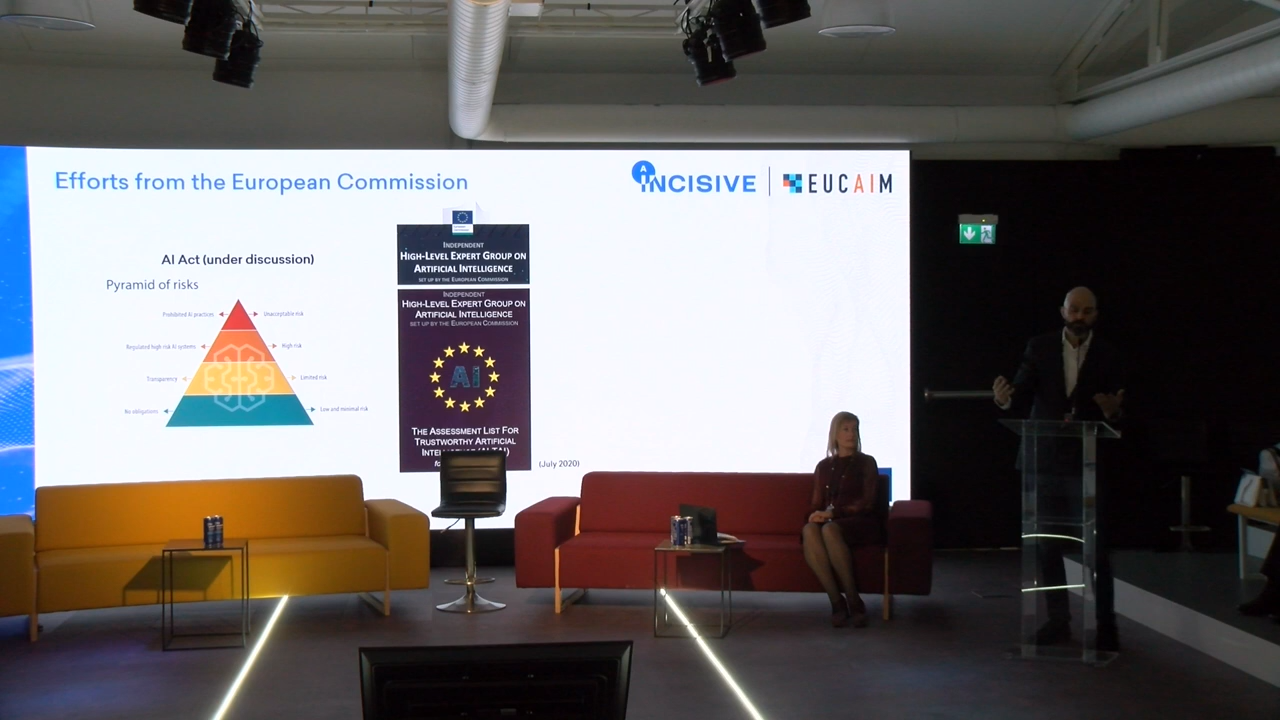 Efforts from the European Commission
AINCISIVE
EUCAIM
AI Act (under discussion)
Pyramid of risks
Prohibited AI practices
Unacceptable risk
Regulated high risk AI systems
High risk
Transparency
Limited risk
No obligations
Low and minimal risk
INDEPENDENT
HIGH-LEVEL EXPERT GROUP ON
ARTIFICIAL INTELLIGENCE
SET UP BY THE EUROPEAN COMMISSION
INDEPENDENT
HIGH-LEVEL EXPERT GROUP ON
ARTIFICIAL INTELLIGENCE
SET UP BY THE EUROPEAN COMMISSION
AI
THE ASSESSMENT LIST FOR
TRUSTWORTHY ARTIFICIAL
(July 2020)